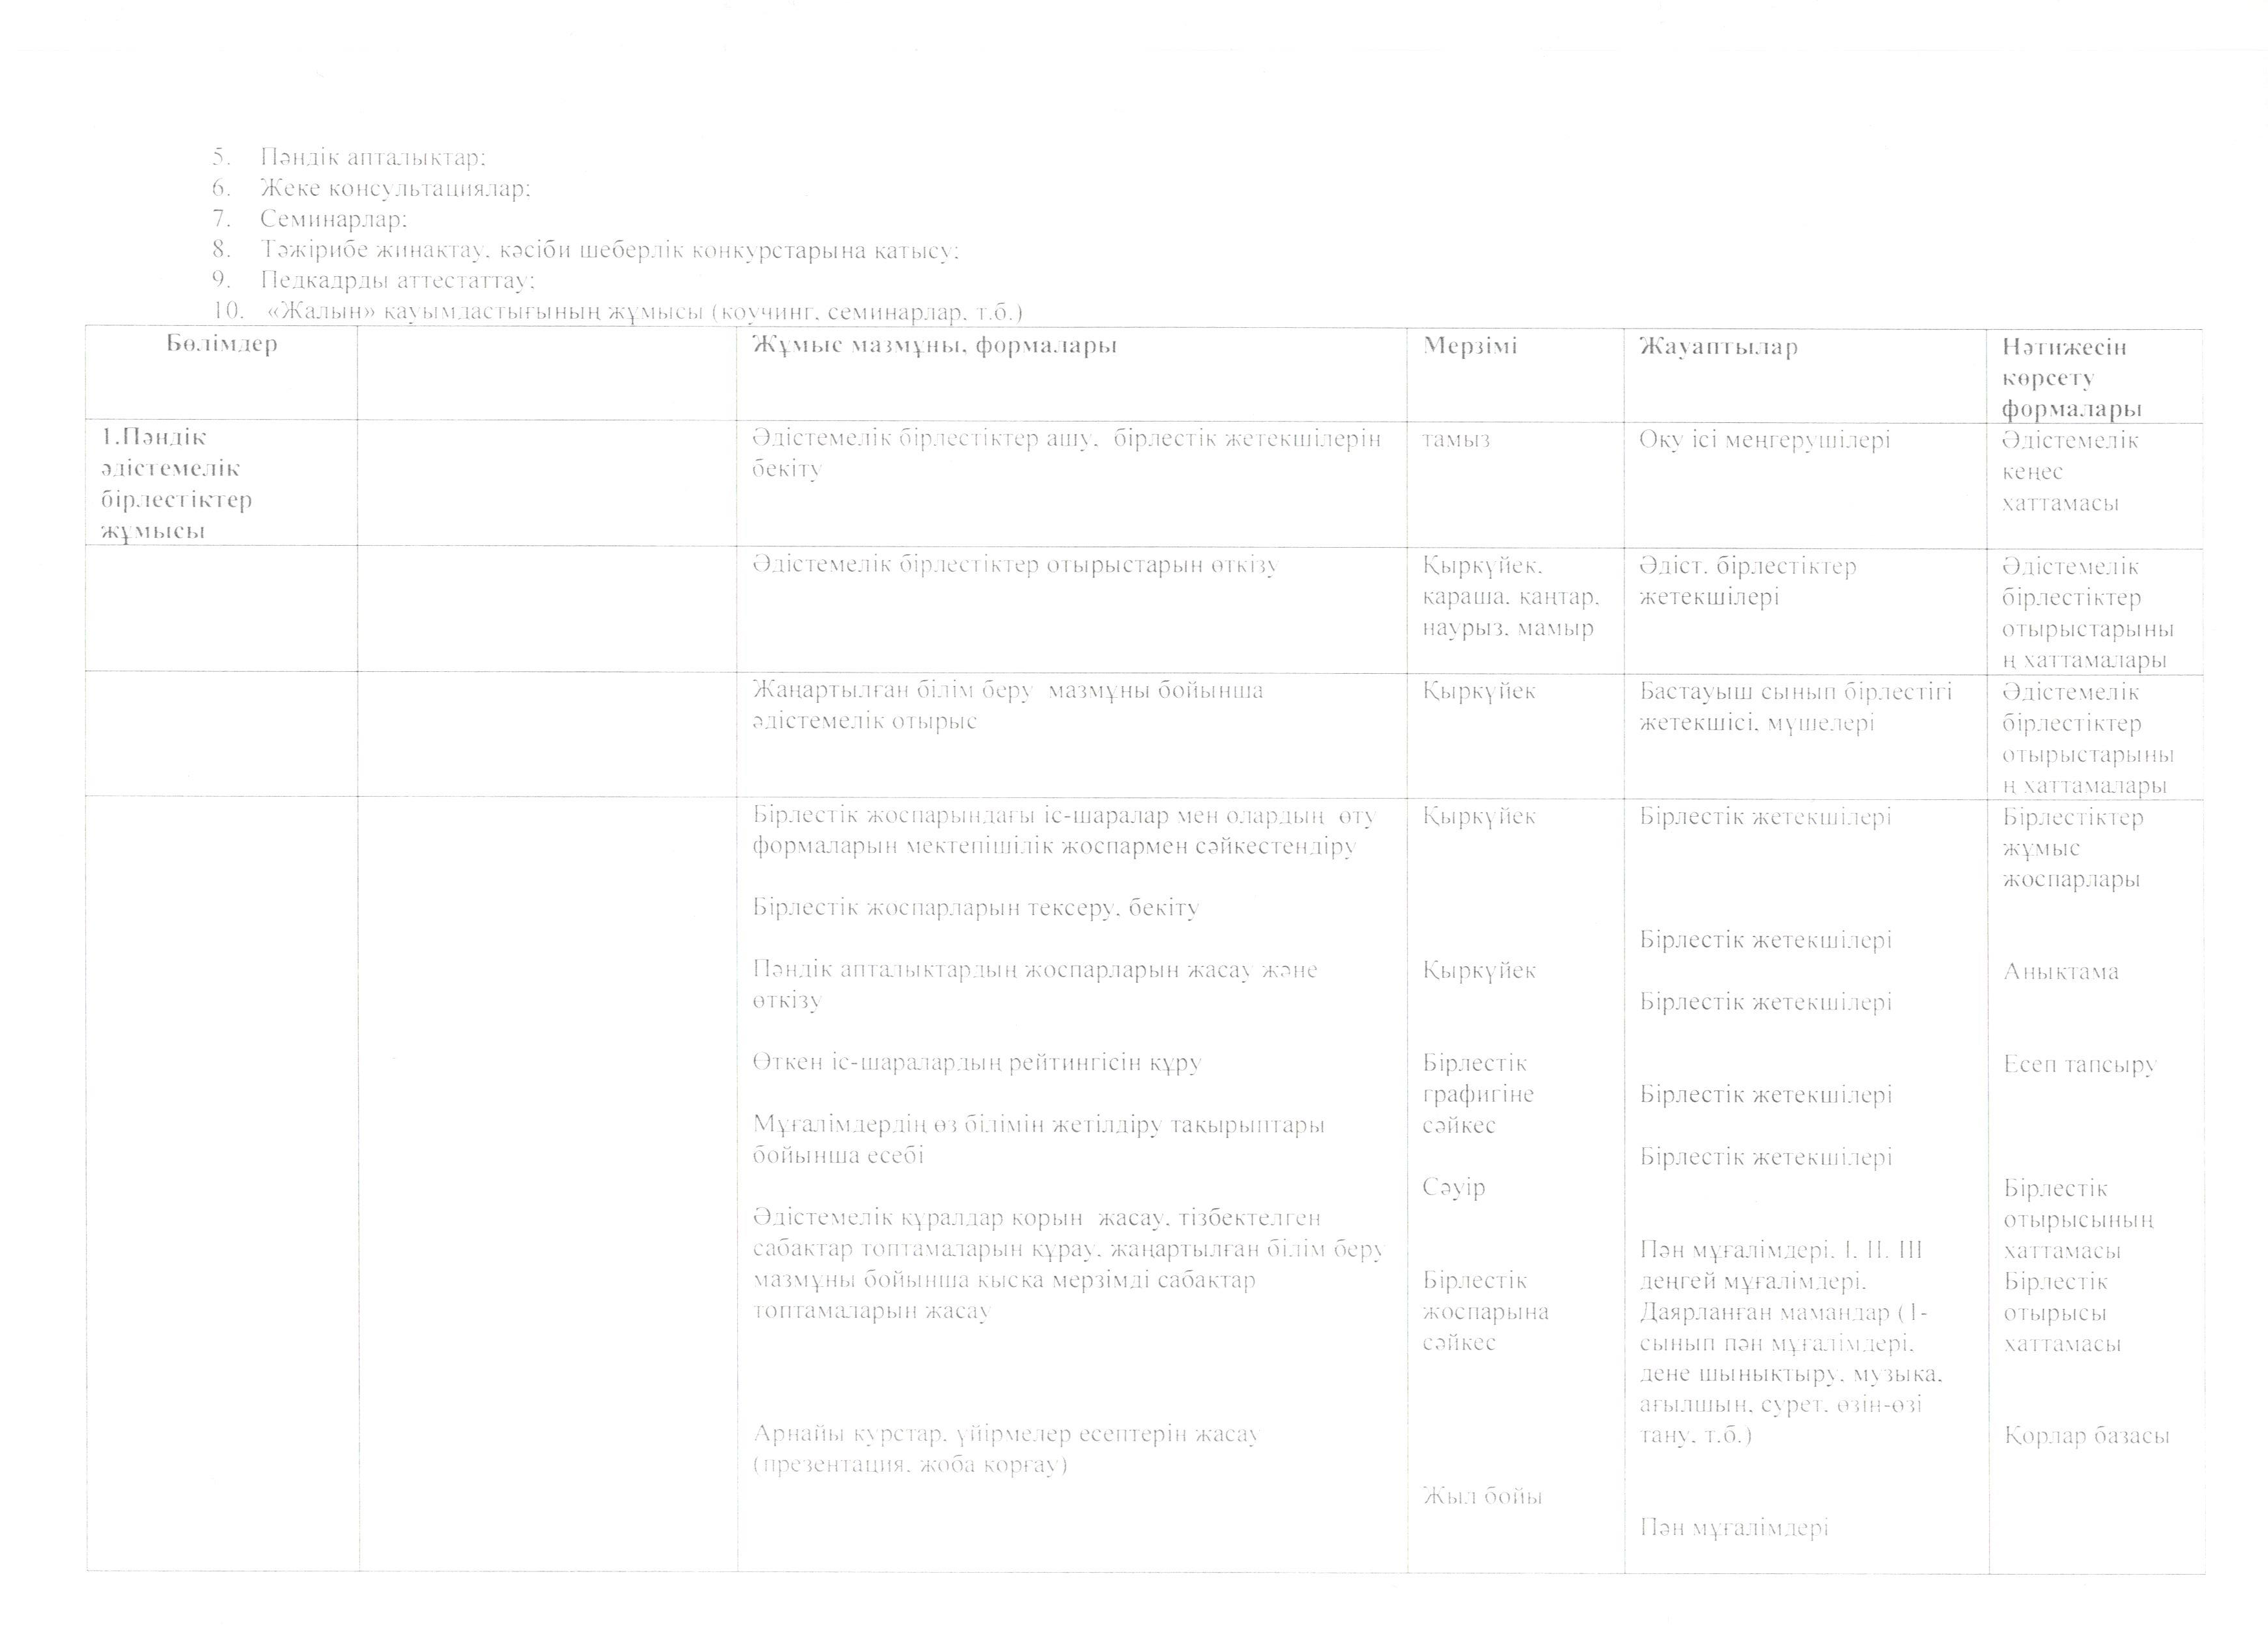 5. Пәндік апталықтар;
6. Жеке консультациялар;
7. Семинарлар;
8. Тәжірибе жинақтау, кәсіби шеберлік конкурстарына қатысу;
9. Педкадрды аттестаттау;
10. «Жалын» қауымдастығының жұмысы (коучинг, семинарлар, т.б.)
Бөлімдер
Жұмыс мазмұны, формалары
Мерзімі
Жауаптылар
Нәтижесін
көрсету
формалары
1.Пәндік
әдістемелік
бірлестіктер
жұмысы
Әдістемелік бірлестіктер ашу, бірлестік жетекшілерін
бекіту
тамыз
Оқу ісі меңгерушілері
Әдістемелік
кеңес
хаттамасы
Әдістемелік бірлестіктер отырыстарын өткізу
Қыркүйек,
қараша, қаңтар,
наурыз, мамыр
Әдіст. бірлестіктер
жетекшілері
Әдістемелік
бірлестіктер
отырыстарыны
ң хаттамалары
Жаңартылған білім беру мазмұны бойынша
әдістемелік отырыс
Қыркүйек
Бастауыш сынып бірлестігі
жетекшісі, мүшелері
Әдістемелік
бірлестіктер
отырыстарыны
ң хаттамалары
Бірлестік жоспарындағы іс-шаралар мен олардың өту
формаларын мектепішілік жоспармен сәйкестендіру
Бірлестік жоспарларын тексеру, бекіту
Пәндік апталықтардың жоспарларын жасау және
өткізу
Өткен іс-шаралардың рейтингісін құру
Мұғалімдердің өз білімін жетілдіру тақырыптары
бойынша есебі
Әдістемелік құралдар қорын жасау, тізбектелген
сабақтар топтамаларын құрау, жаңартылған білім беру
мазмұны бойынша қысқа мерзімді сабақтар
топтамаларын жасау
Арнайы курстар, үйірмелер есептерін жасау
(презентация, жоба қорғау)
Қыркүйек
Қыркүйек
Бірлестік
графигіне
сәйкес
Сәуір
Бірлестік
жоспарына
сәйкес
Жыл бойы
Бірлестік жетекшілері
Бірлестік жетекшілері
Бірлестік жетекшілері
Бірлестік жетекшілері
Бірлестік жетекшілері
Пән мұғалімдері, I, II, III
деңгей мұғалімдері,
Даярланған мамандар (1-
сынып пән мұғалімдері,
дене шынықтыру, музыка,
ағылшын, сурет, өзін-өзі
тану, т.б.)
Пән мұғалімдері
Бірлестіктер
жұмыс
жоспарлары
Анықтама
Есеп тапсыру
Бірлестік
отырысының
хаттамасы
Бірлестік
отырысы
хаттамасы
Қорлар базасы